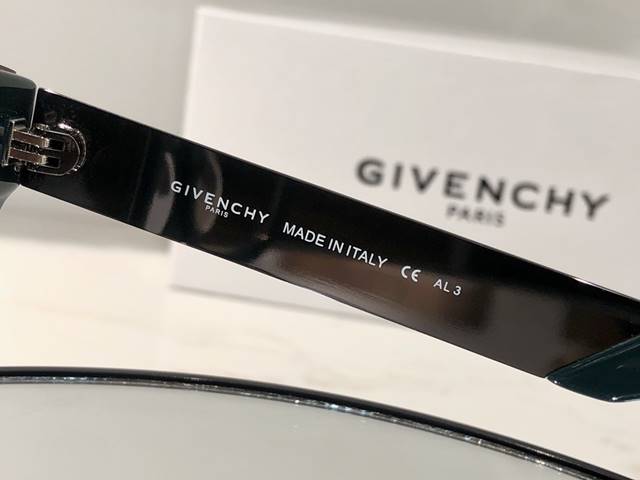 GIVENCHY
PARIS
GIVENCHY
PARIS
MADE IN ITALY CE AL 3